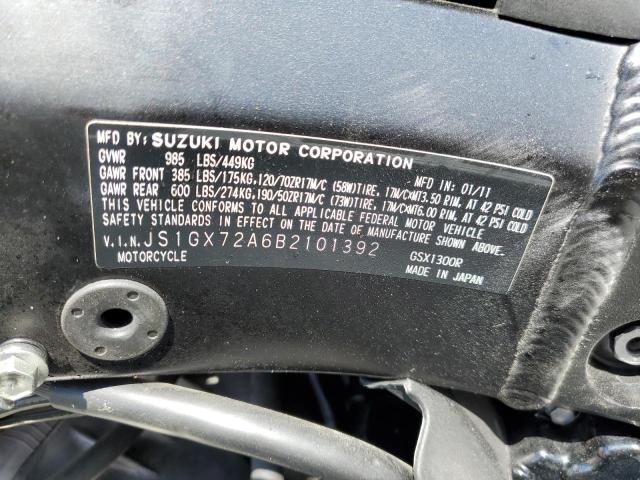 MFD BY: SUZUKI MOTOR CORPORATION
GVWR 985 LBS/449KG MFD IN: 01/11
GAWR FRONT 385 LBS/175KG,120/70ZR17M/C (58W)TIRE, 17M/CxMT3.50 RIM, AT 42 PSI COLD
GAWR REAR 600 LBS/274KG,190/50ZR17M/C (73W)TIRE, 17M/CxMT6.00 RIM, AT 42 PSI COLD
THIS VEHICLE CONFORMS TO ALL APPLICABLE FEDERAL MOTOR VEHICLE
SAFETY STANDARDS IN EFFECT ON THE DATE OF MANUFACTURE SHOWN ABOVE.
V.I.N. JS1GX72A6B2101392 GSX1300R
MOTORCYCLE MADE IN JAPAN